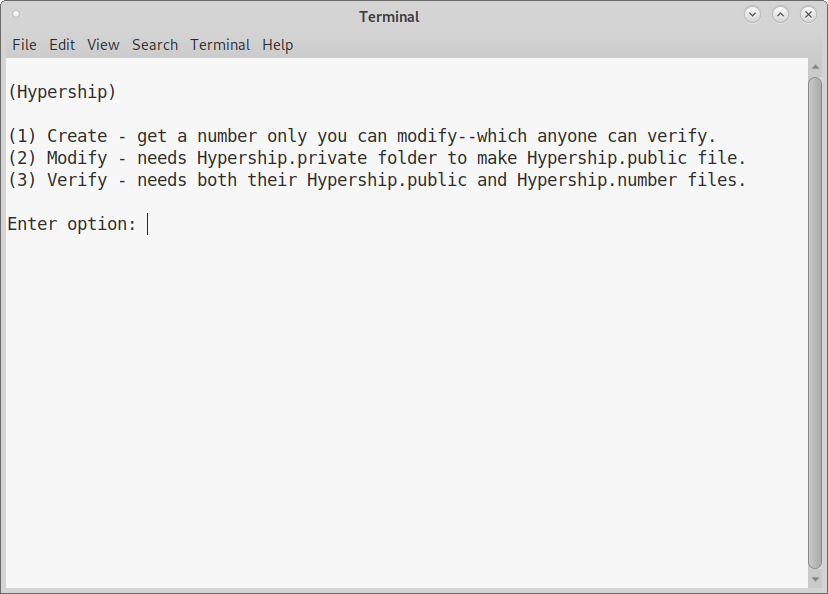 Terminal
File Edit View Search Terminal Help
(Hypership)
(1) Create - get a number only you can modify--which anyone can verify.
(2) Modify - needs Hypership.private folder to make Hypership.public file.
(3) Verify - needs both their Hypership.public and Hypership.number files.
Enter option: